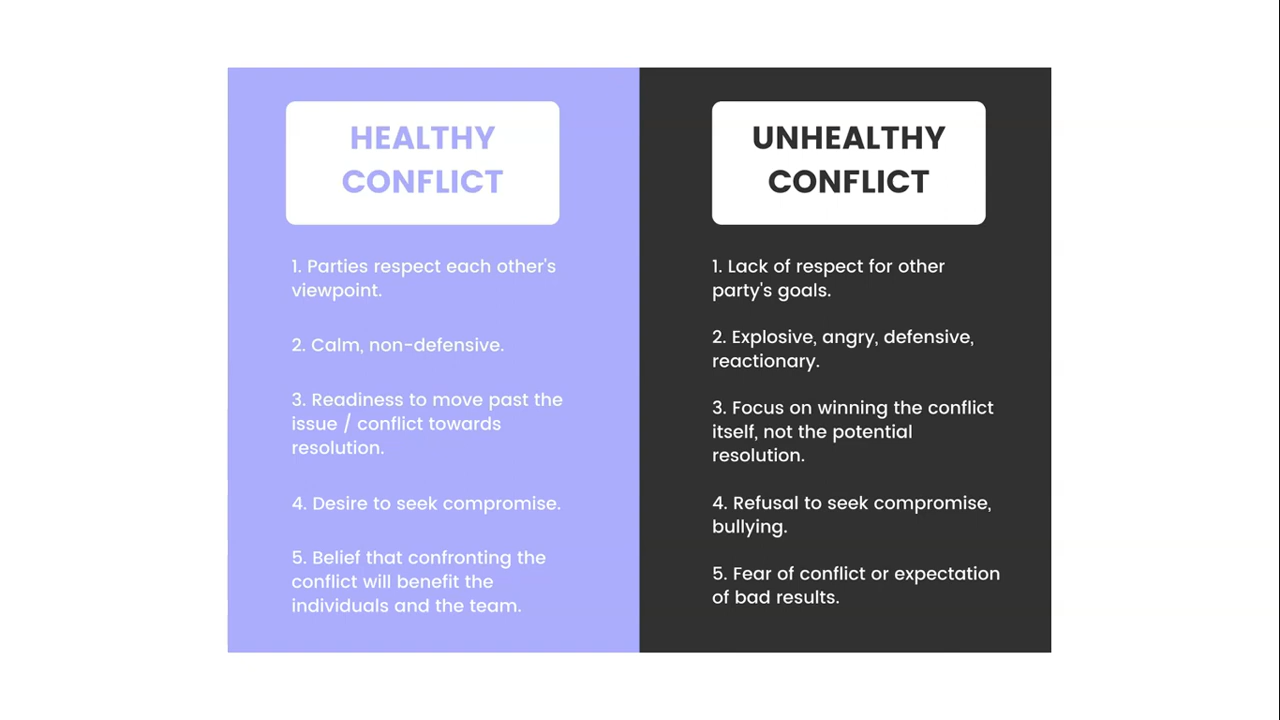 HEALTHY
CONFLICT
1. Parties respect each other's
viewpoint.
2. Calm, non-defensive.
3. Readiness to move past the
issue / conflict towards
resolution.
4. Desire to seek compromise.
5. Belief that confronting the
conflict will benefit the
individuals and the team.
UNHEALTHY
CONFLICT
1. Lack of respect for other
party's goals.
2. Explosive, angry, defensive,
reactionary.
3. Focus on winning the conflict
itself, not the potential
resolution.
4. Refusal to seek compromise,
bullying.
5. Fear of conflict or expectation
of bad results.